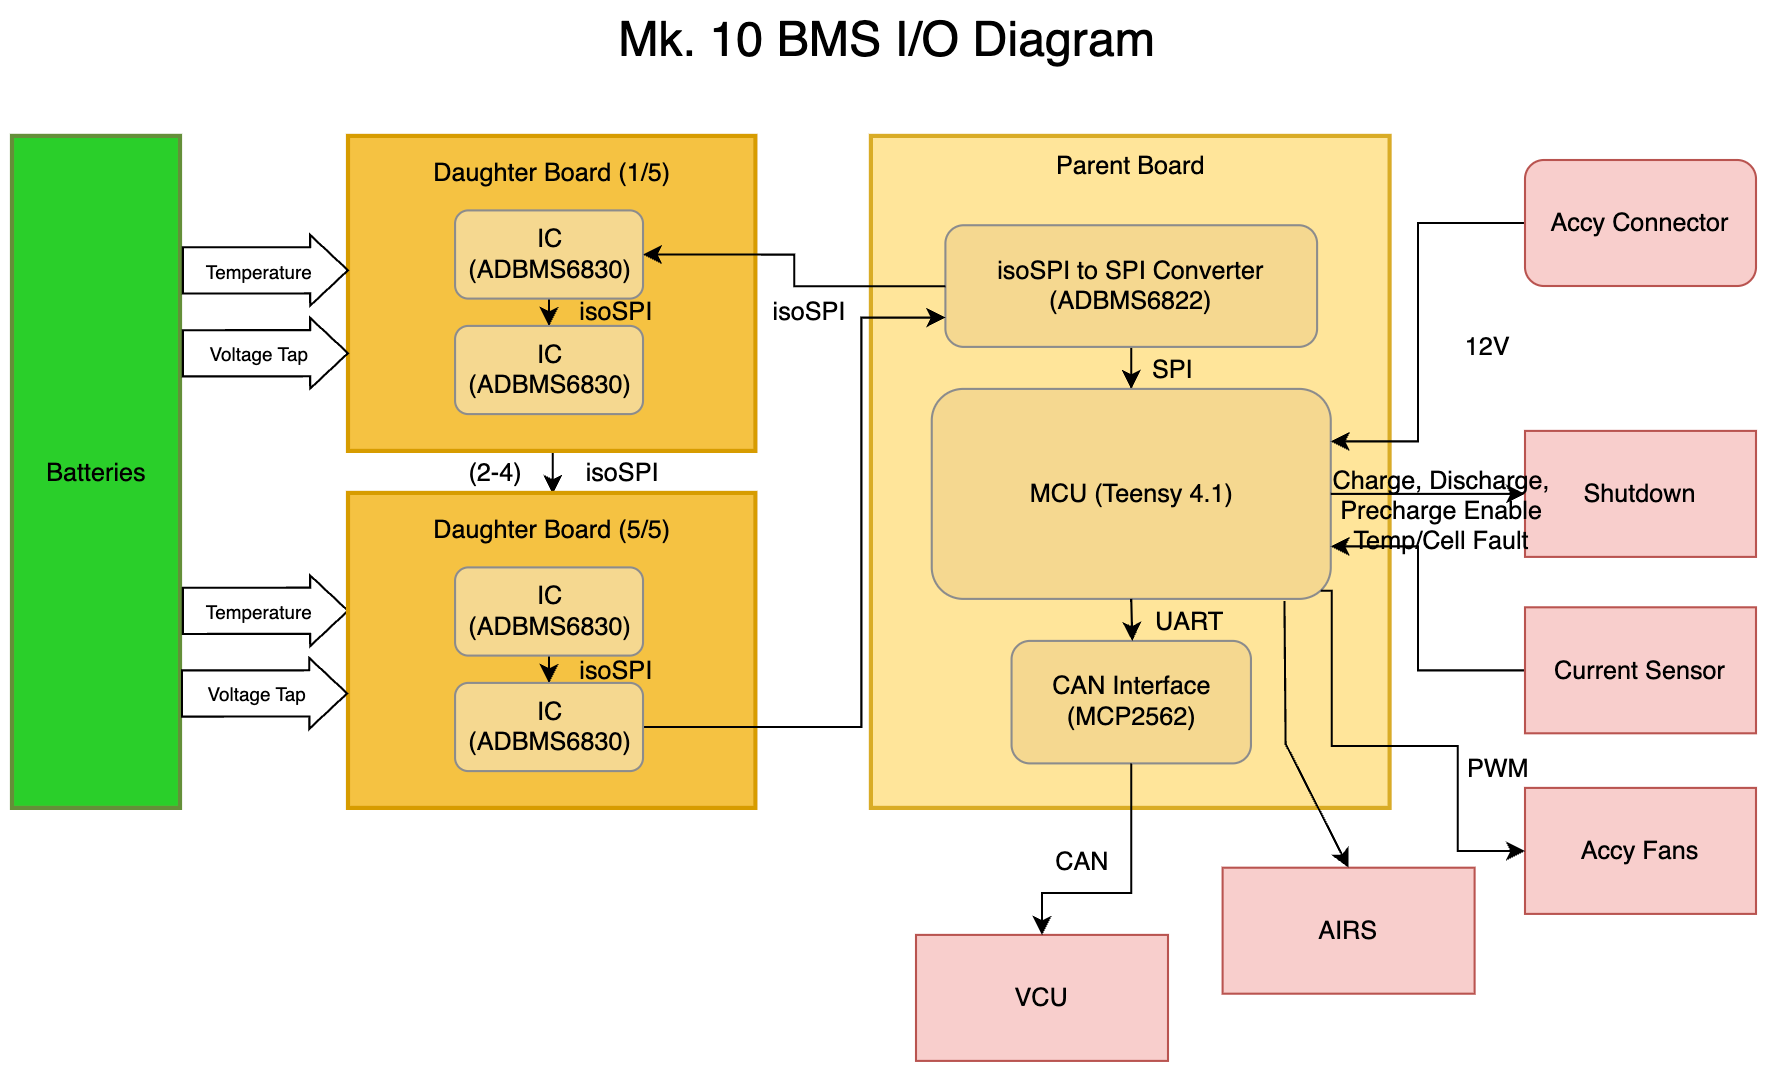 Mk. 10 BMS I/O Diagram
Batteries
Temperature
Voltage Tap
Temperature
Voltage Tap
Daughter Board (1/5)
IC
(ADBMS6830)
isoSPI
IC
(ADBMS6830)
(2-4)
isoSPI
Daughter Board (5/5)
IC
(ADBMS6830)
isoSPI
IC
(ADBMS6830)
isoSPI
Parent Board
isoSPI to SPI Converter
(ADBMS6822)
SPI
MCU (Teensy 4.1)
UART
CAN Interface
(MCP2562)
CAN
VCU
AIRS
Accy Connector
12V
Charge, Discharge,
Precharge Enable
Temp/Cell Fault
Shutdown
Current Sensor
PWM
Accy Fans